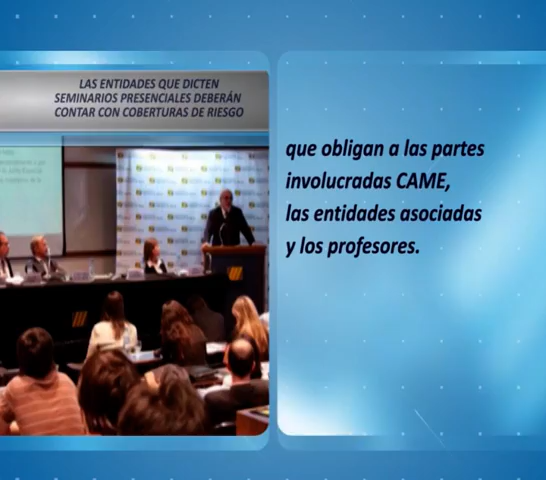 LAS ENTIDADES QUE DICTEN
SEMINARIOS PRESENCIALES DEBERÁN
CONTAR CON COBERTURAS DE RIESGO
que obligan a las partes
involucradas CAME,
las entidades asociadas
y los profesores.